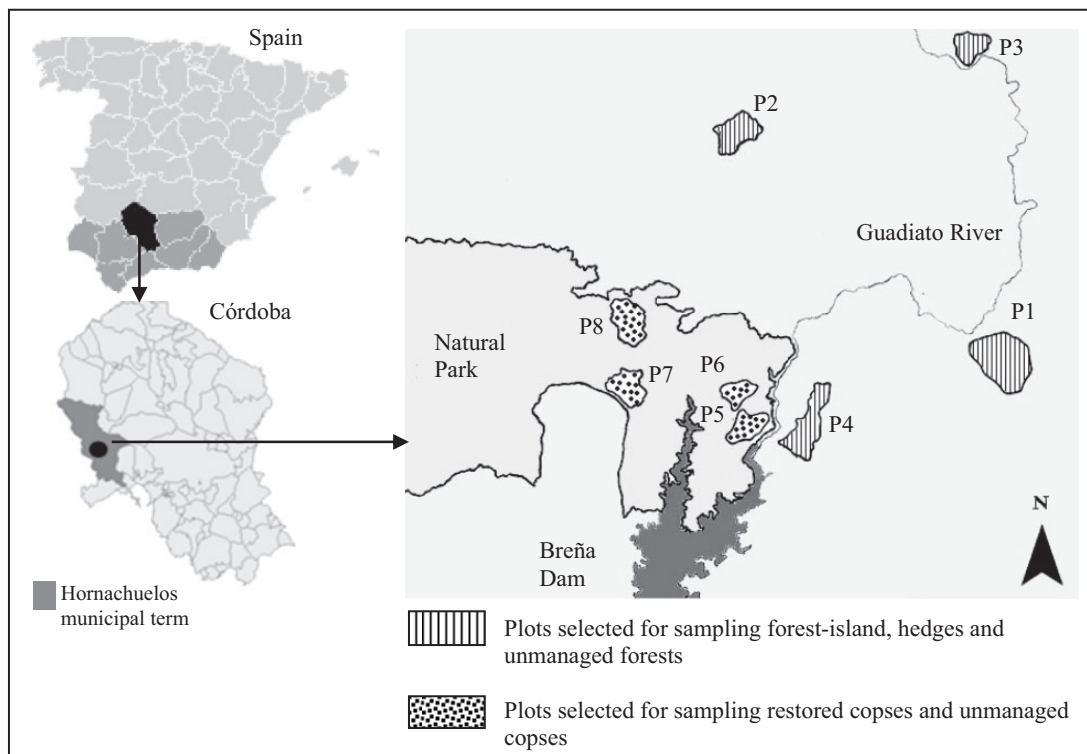 Spain
Córdoba
Hornachuelos
municipal term
P3
P2
Guadiato River
P1
P8
Natural
Park
P7
P6
P5
P4
N
Breña
Dam
Plots selected for sampling forest-island, hedges and
unmanaged forests
Plots selected for sampling restored copses and unmanaged
copses